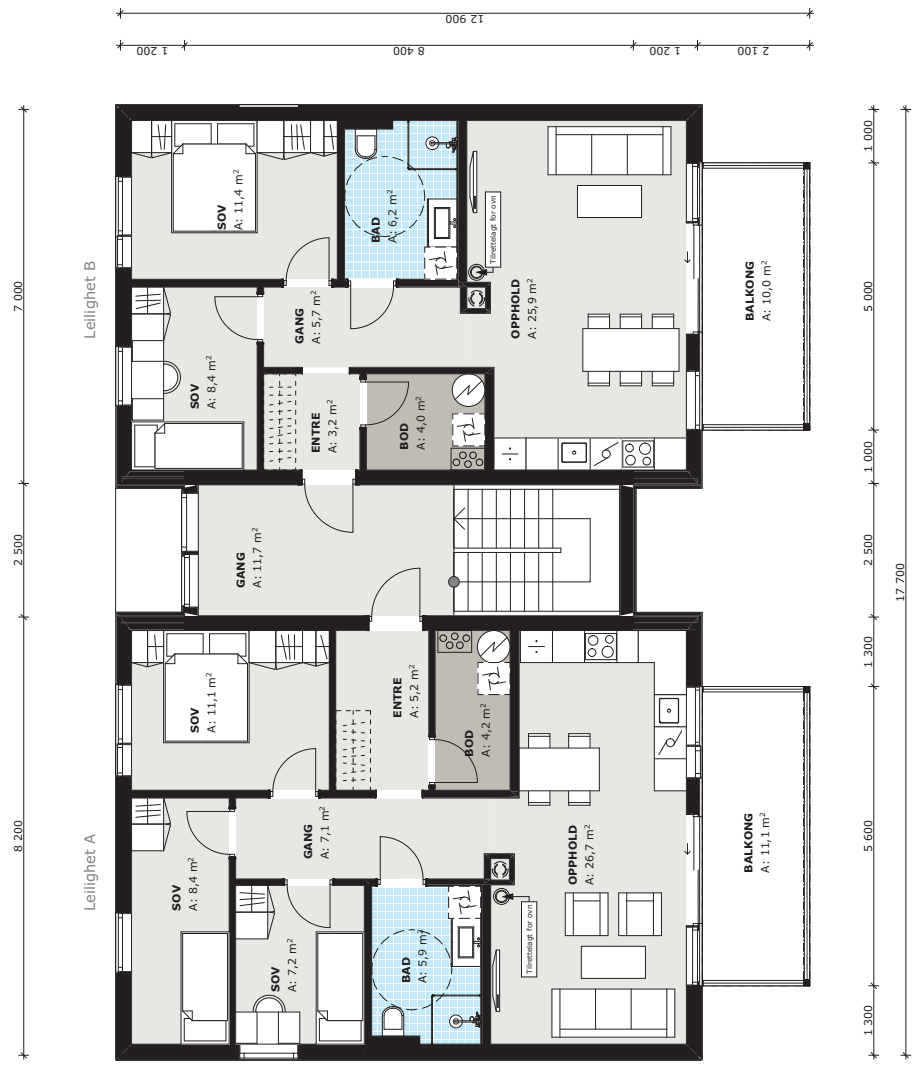 12 900
1 200
8 400
1 200
2 100
Leilighet B
SOV
A: 11,4 m²
BAD
A: 6,2 m²
Tilrettelagt for ovn
OPPHOLD
A: 25,9 m²
BALKONG
A: 10,0 m²
GANG
A: 5,7 m²
SOV
A: 8,4 m²
ENTRE
A: 3,2 m²
BOD
A: 4,0 m²
GANG
A: 11,7 m²
Leilighet A
SOV
A: 11,1 m²
ENTRE
A: 5,2 m²
BOD
A: 4,2 m²
GANG
A: 7,1 m²
OPPHOLD
A: 26,7 m²
BALKONG
A: 11,1 m²
SOV
A: 8,4 m²
SOV
A: 7,2 m²
BAD
A: 5,9 m²
Tilrettelagt for ovn
7 000
2 500
8 200
1 000
5 000
1 000
2 500
1 300
5 600
1 300
17 700